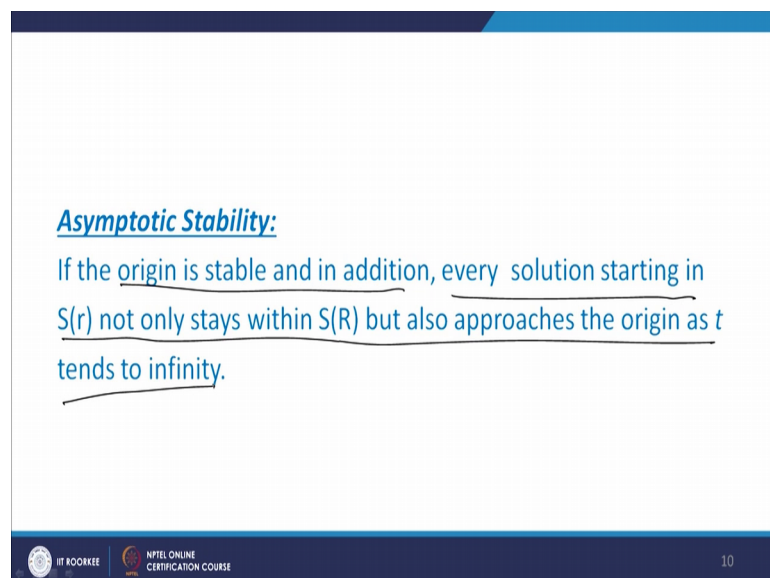 Asymptotic Stability:
If the origin is stable and in addition, every solution starting in
S(r) not only stays within S(R) but also approaches the origin as t
tends to infinity.
IIT ROORKEE
NPTEL ONLINE
CERTIFICATION COURSE
10